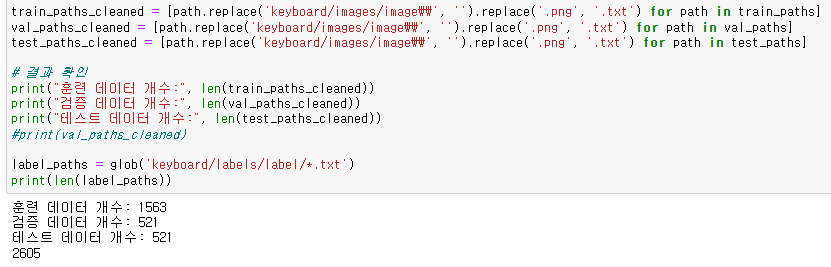 train_paths_cleaned = [path.replace('keyboard/images/image₩₩', '').replace('.png', '.txt') for path in train_paths]
val_paths_cleaned = [path.replace('keyboard/images/image₩₩', '').replace('.png', '.txt') for path in val_paths]
test_paths_cleaned = [path.replace('keyboard/images/image₩₩', '').replace('.png', '.txt') for path in test_paths]
# 결과 확인
print("훈련 데이터 개수:", len(train_paths_cleaned))
print("검증 데이터 개수:", len(val_paths_cleaned))
print("테스트 데이터 개수:", len(test_paths_cleaned))
#print(val_paths_cleaned)
label_paths = glob('keyboard/labels/label/*.txt')
print(len(label_paths))
훈련 데이터 개수: 1563
검증 데이터 개수: 521
테스트 데이터 개수: 521
2605